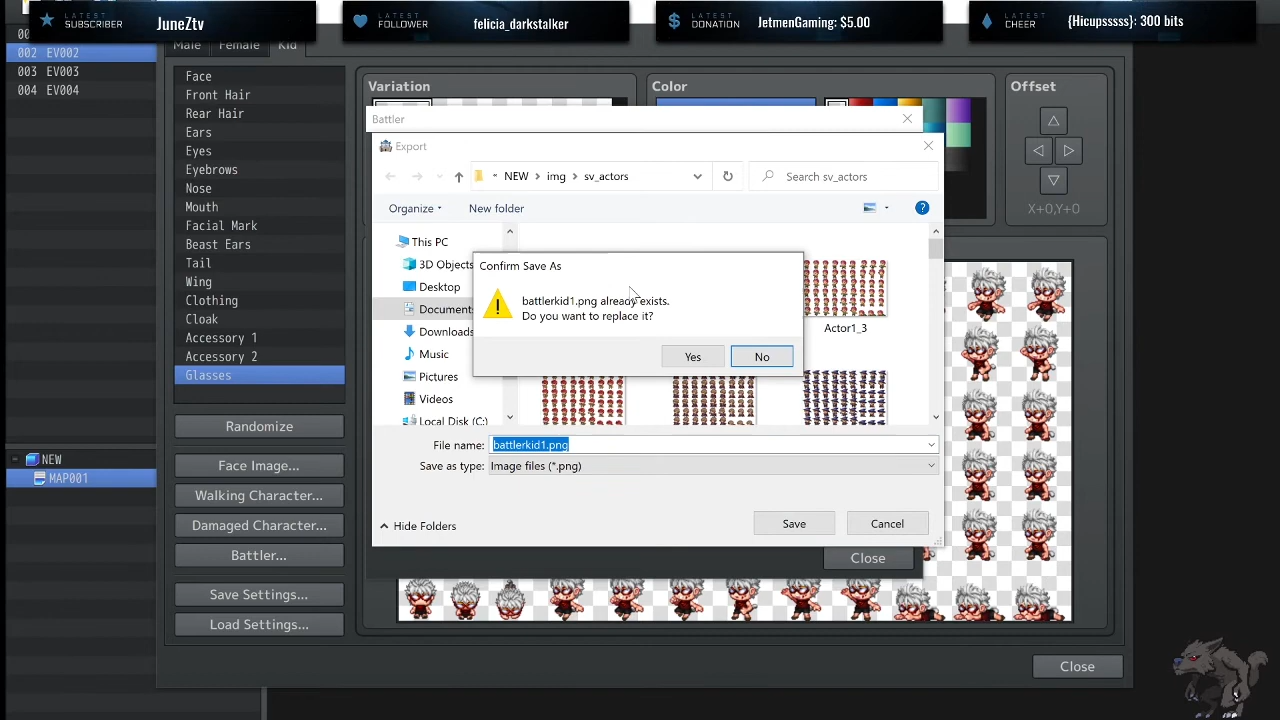 LATEST SUBSCRIBER JuneZtv
LATEST FOLLOWER felicia_darkstalker
LATEST DONATION JetmenGaming: $5.00
LATEST CHEER {Hicupsssss}: 300 bits
002 EV002
003 EV003
004 EV004
Male Female Kid
Face
Front Hair
Rear Hair
Ears
Eyes
Eyebrows
Nose
Mouth
Facial Mark
Beast Ears
Tail
Wing
Clothing
Cloak
Accessory 1
Accessory 2
Glasses
Randomize
Face Image...
Walking Character...
Damaged Character...
Battler...
Save Settings...
Load Settings...
NEW
MAP001
Variation
Color
Offset
X+0,Y+0
Battler
Export
« NEW › img › sv_actors
Search sv_actors
Organize
New folder
This PC
3D Objects
Desktop
Documents
Downloads
Music
Pictures
Videos
Local Disk (C:)
Actor1_3
Confirm Save As
battlerkid1.png already exists.
Do you want to replace it?
Yes
No
File name: battlerkid1.png
Save as type: Image files (*.png)
Hide Folders
Save
Cancel
Close
Close